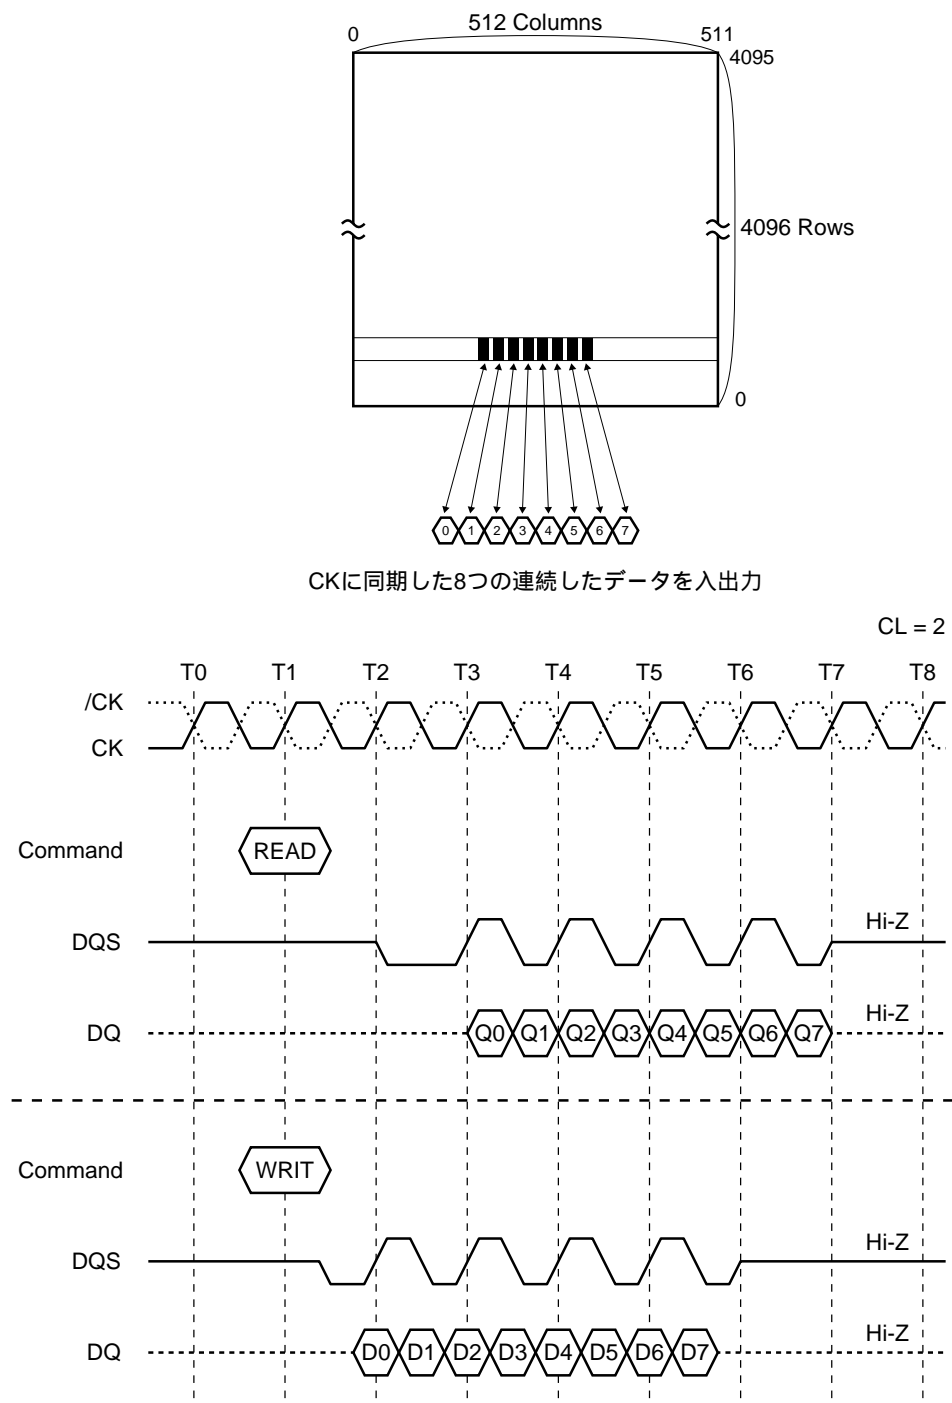 512 Columns
0 511
4095
4096 Rows
0
0 1 2 3 4 5 6 7
CKに同期した8つの連続したデータを入出力
CL = 2
T0 T1 T2 T3 T4 T5 T6 T7 T8
/CK
CK
Command READ
DQS Hi-Z
DQ Q0 Q1 Q2 Q3 Q4 Q5 Q6 Q7 Hi-Z
Command WRIT
DQS Hi-Z
DQ D0 D1 D2 D3 D4 D5 D6 D7 Hi-Z